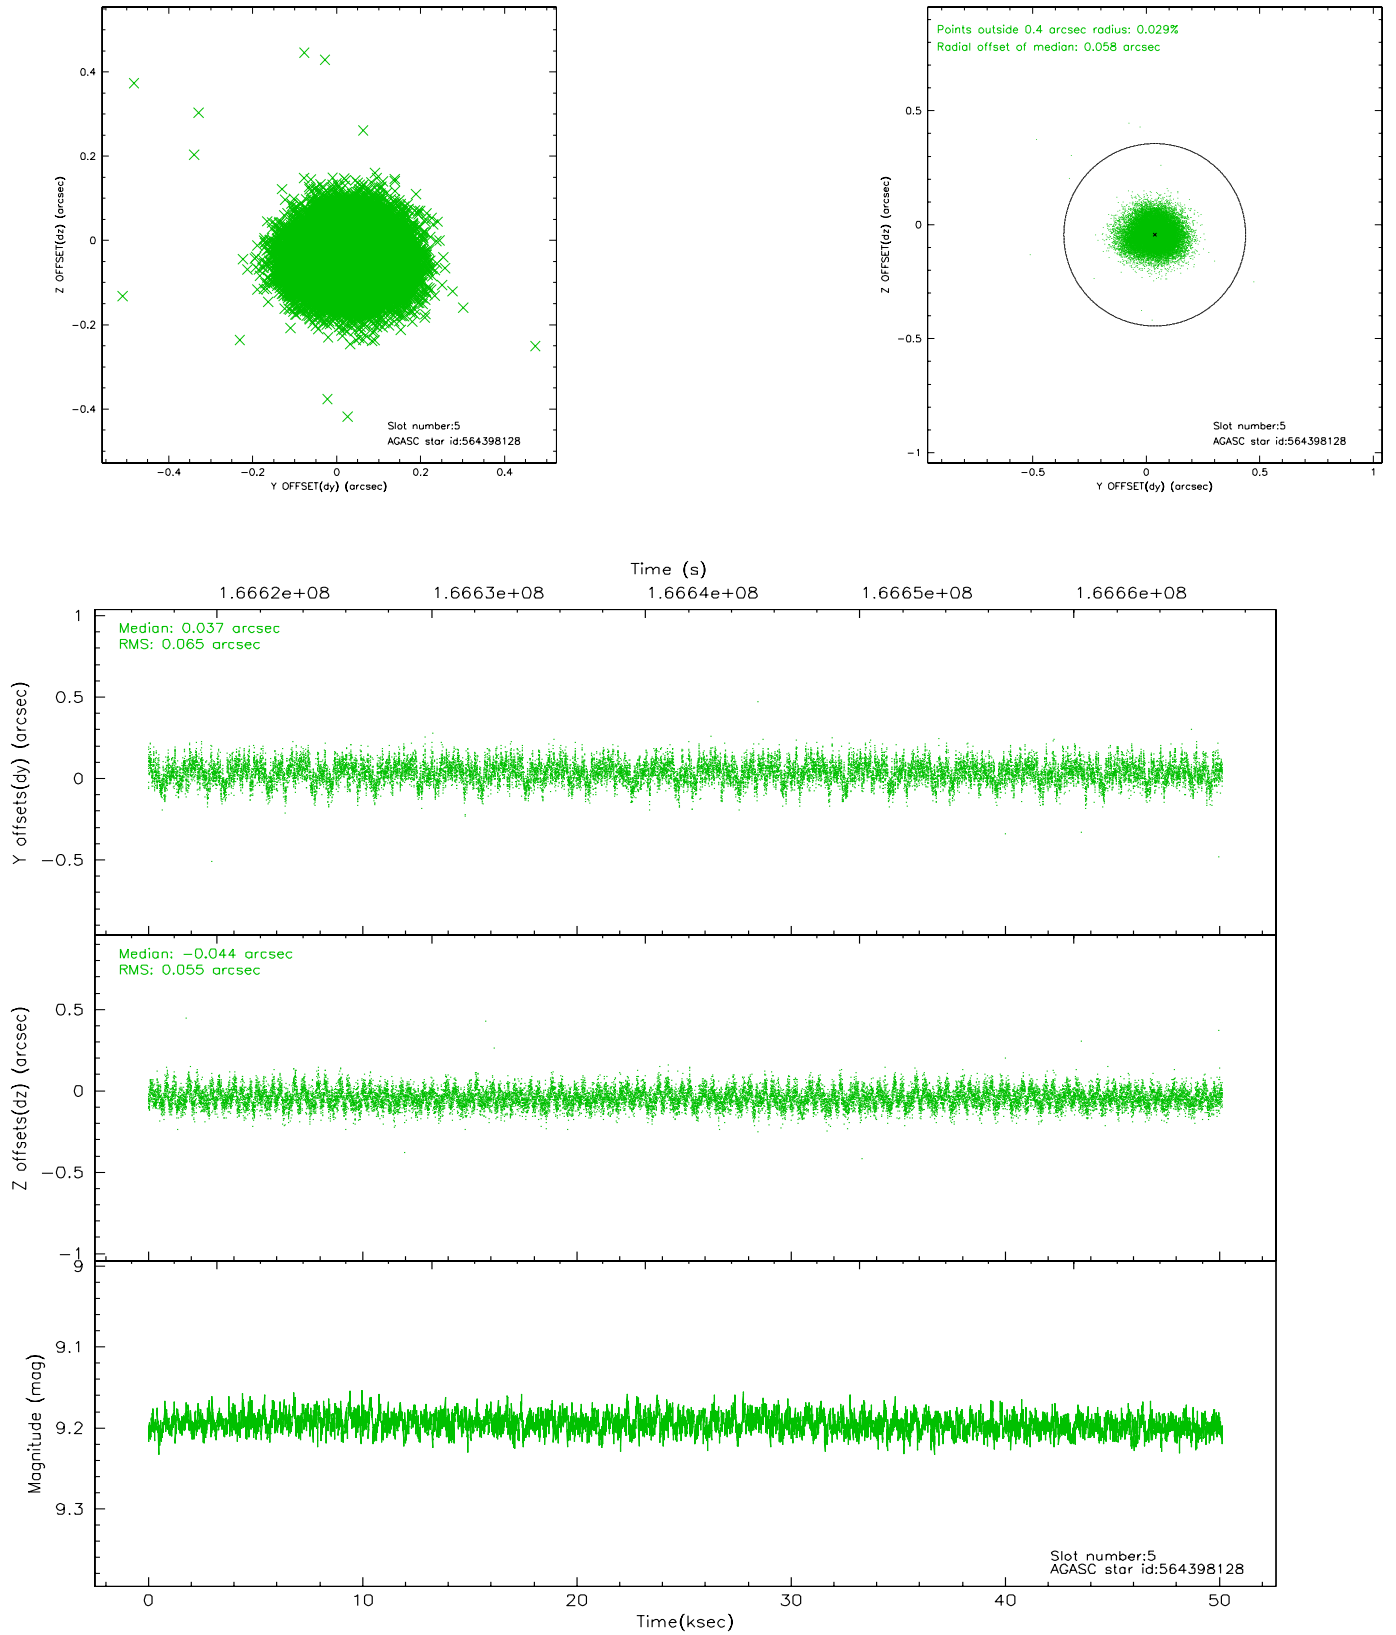 0.4
0.2
0
−0.2
−0.4
Z OFFSET(dz) (arcsec)
−0.4
−0.2
0
0.2
0.4
Y OFFSET(dy) (arcsec)
Slot number:5
AGASC star id:564398128
Points outside 0.4 arcsec radius: 0.029%
Radial offset of median: 0.058 arcsec
0.5
0
−0.5
−1
Z OFFSET(dz) (arcsec)
−0.5
0
0.5
1
Y OFFSET(dy) (arcsec)
Slot number:5
AGASC star id:564398128
Time (s)
1.6662e+08
1.6663e+08
1.6664e+08
1.6665e+08
1.6666e+08
Median: 0.037 arcsec
RMS: 0.065 arcsec
1
0.5
0
−0.5
Y offsets(dy) (arcsec)
Median: −0.044 arcsec
RMS: 0.055 arcsec
0.5
0
−0.5
−1
Z offsets(dz) (arcsec)
9
9.1
9.2
9.3
Magnitude (mag)
Slot number:5
AGASC star id:564398128
0
10
20
30
40
50
Time(ksec)